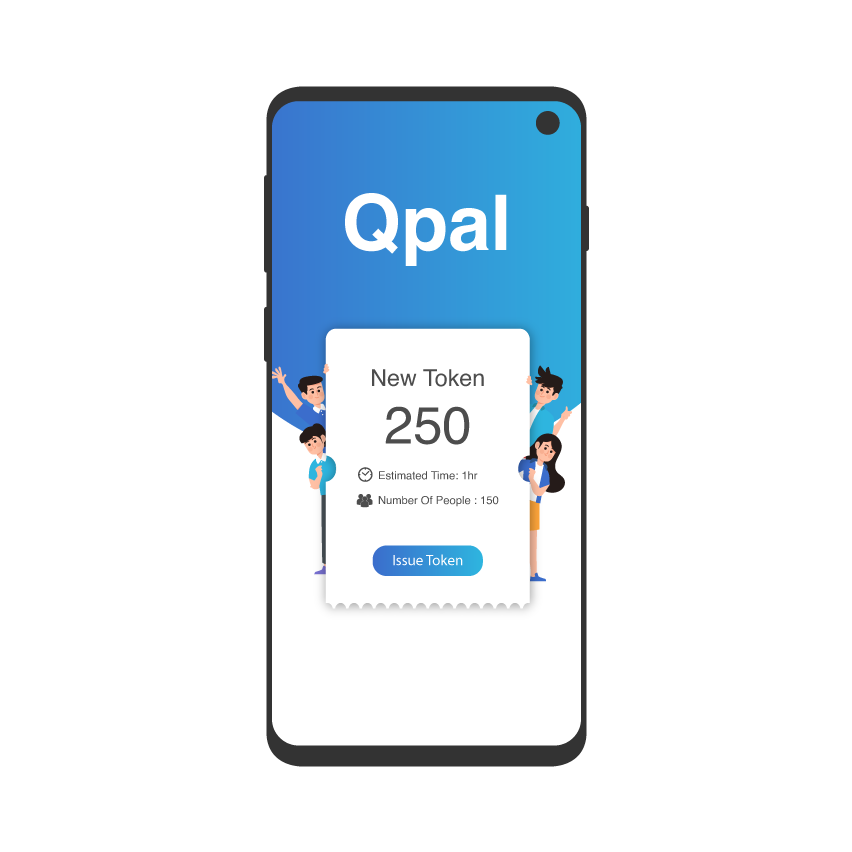 Qpal
New Token
250
Estimated Time: 1hr
Number Of People : 150
Issue Token